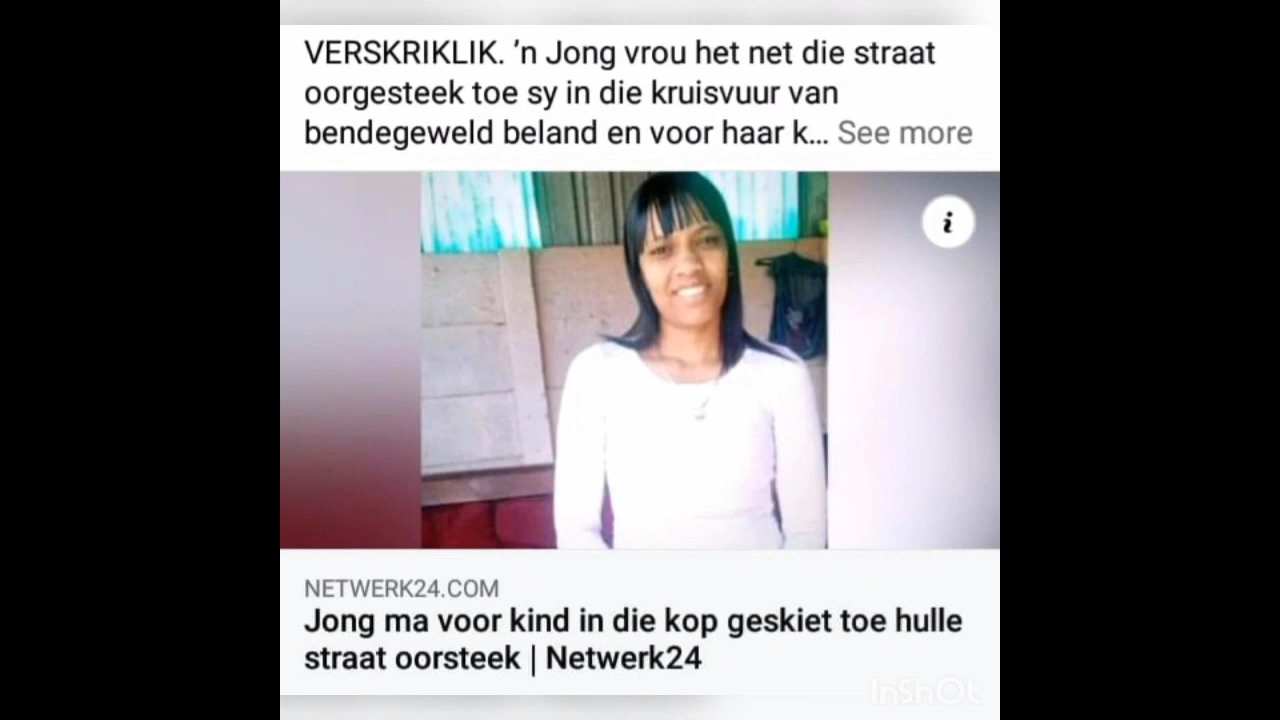 VERSKRIKLIK. ’n Jong vrou het net die straat
oorgesteek toe sy in die kruisvuur van
bendegeweld beland en voor haar k... See more
i
NETWERK24.COM
Jong ma voor kind in die kop geskiet toe hulle
straat oorsteek | Netwerk24
InShOt